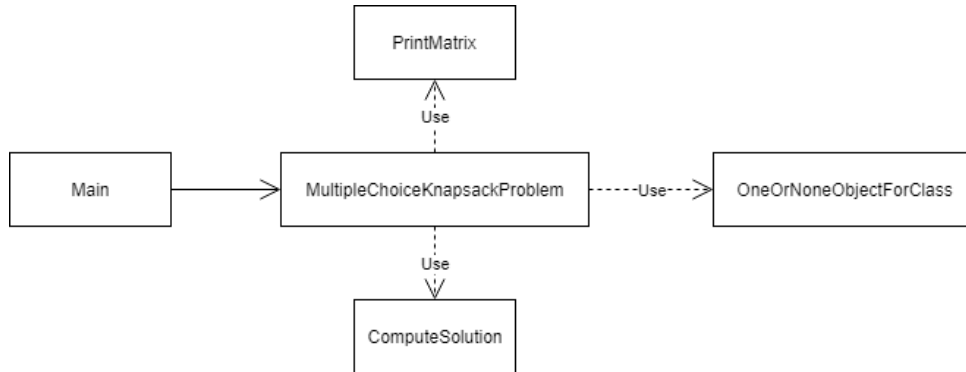 PrintMatrix
Use
Main
MultipleChoiceKnapsackProblem
Use
OneOrNoneObjectForClass
Use
ComputeSolution